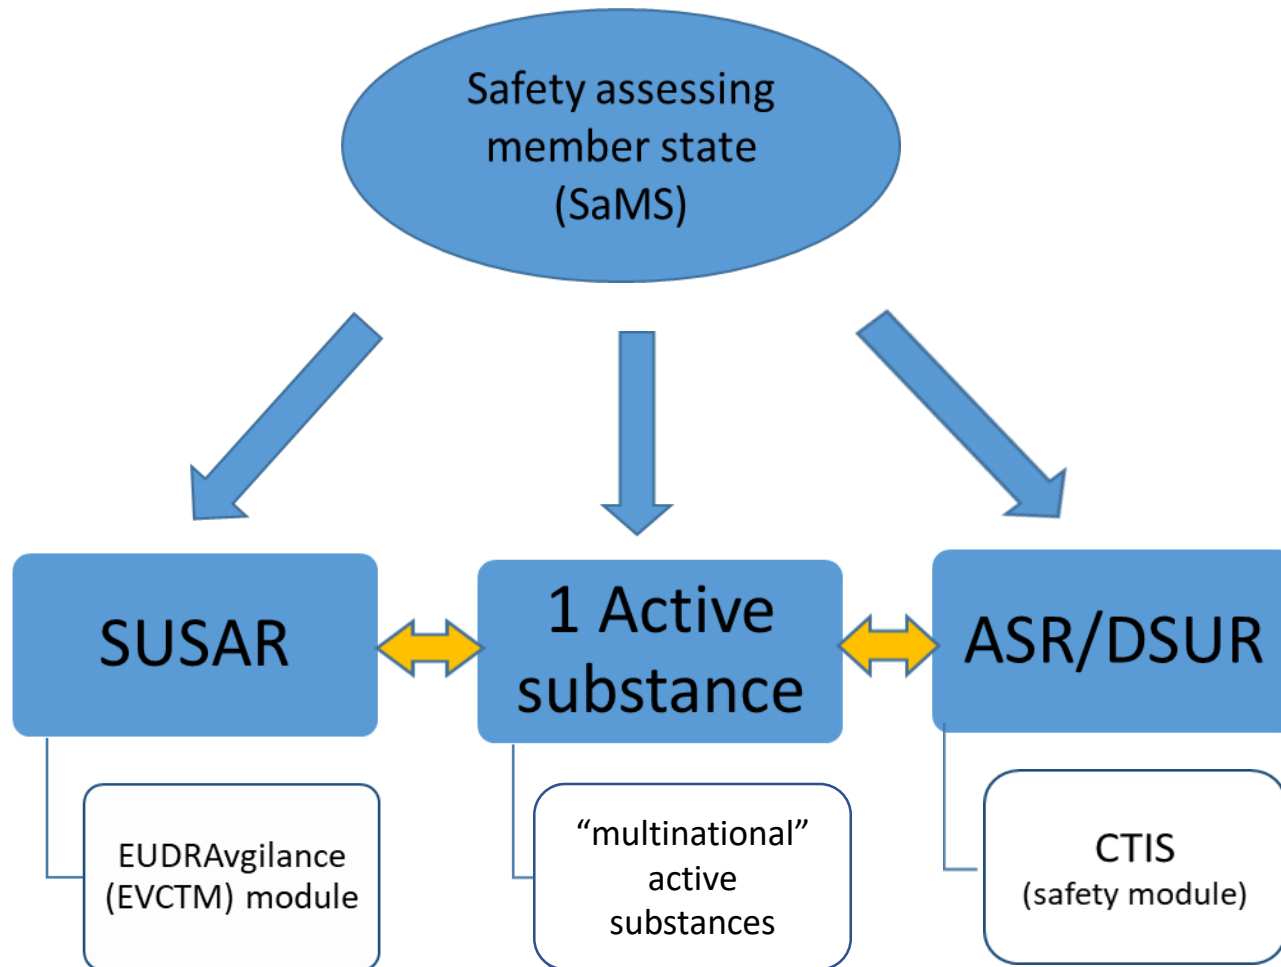 Safety assessing
member state
(SaMS)
SUSAR
1 Active
substance
ASR/DSUR
EUDRAvgilance
(EVCTM) module
“multinational”
active
substances
CTIS
(safety module)